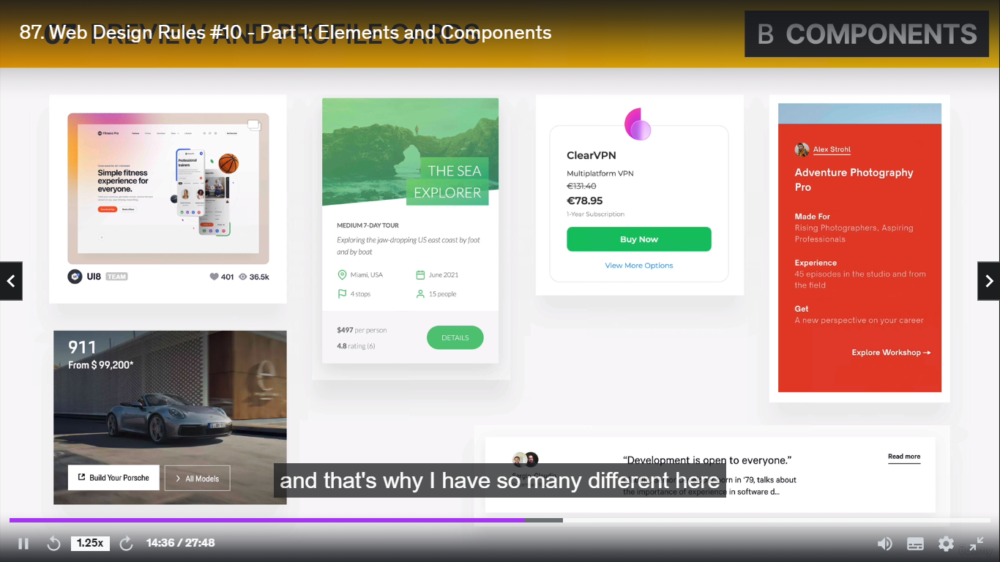 87. Web Design Rules #10 - Part 1: Elements and Components
07 PREVIEW AND PROFILE CARDS
B COMPONENTS
Fitness Pro
Simple fitness
experience for
everyone.
Professional
trainers
UI8 TEAM
401 36.5k
THE SEA
EXPLORER
MEDIUM 7-DAY TOUR
Exploring the jaw-dropping US east coast by foot
and by boat
Miami, USA
June 2021
4 stops
15 people
$497 per person
4.8 rating (6)
DETAILS
ClearVPN
Multiplatform VPN
€131.40
€78.95
1-Year Subscription
Buy Now
View More Options
Alex Strohl
Adventure Photography
Pro
Made For
Rising Photographers, Aspiring
Professionals
Experience
45 episodes in the studio and from
the field
Get
A new perspective on your career
Explore Workshop →
911
From $ 99,200*
Build Your Porsche
All Models
“Development is open to everyone.”
Read more
born in ‘79, talks about
the importance of experience in software d...
and that's why I have so many different here
1.25x
14:36 / 27:48